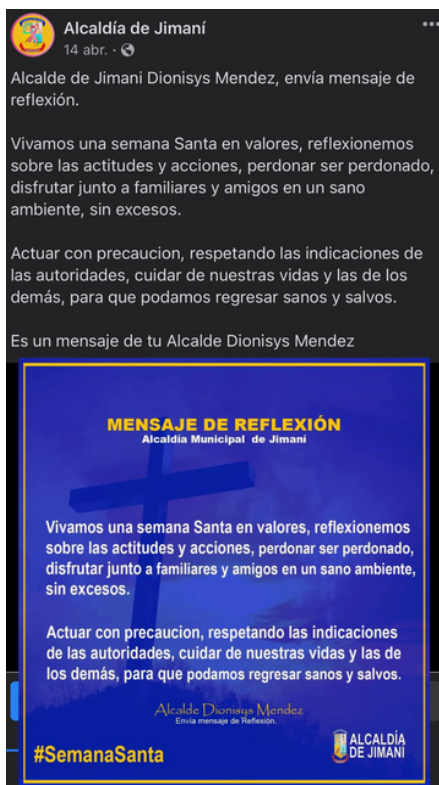 Alcaldía de Jimaní
14 abr. ·
Alcalde de Jimani Dionisys Mendez, envía mensaje de
reflexión.
Vivamos una semana Santa en valores, reflexionemos
sobre las actitudes y acciones, perdonar ser perdonado,
disfrutar junto a familiares y amigos en un sano
ambiente, sin excesos.
Actuar con precaucion, respetando las indicaciones de
las autoridades, cuidar de nuestras vidas y las de los
demás, para que podamos regresar sanos y salvos.
Es un mensaje de tu Alcalde Dionisys Mendez
MENSAJE DE REFLEXIÓN
Alcaldía Municipal de Jimaní
Vivamos una semana Santa en valores, reflexionemos
sobre las actitudes y acciones, perdonar ser perdonado,
disfrutar junto a familiares y amigos en un sano ambiente,
sin excesos.
Actuar con precaucion, respetando las indicaciones
de las autoridades, cuidar de nuestras vidas y las de
los demás, para que podamos regresar sanos y salvos.
Alcalde Dionisys Mendez
Envia mensaje de Reflexión.
#SemanaSanta
ALCALDÍA
DE JIMANÍ